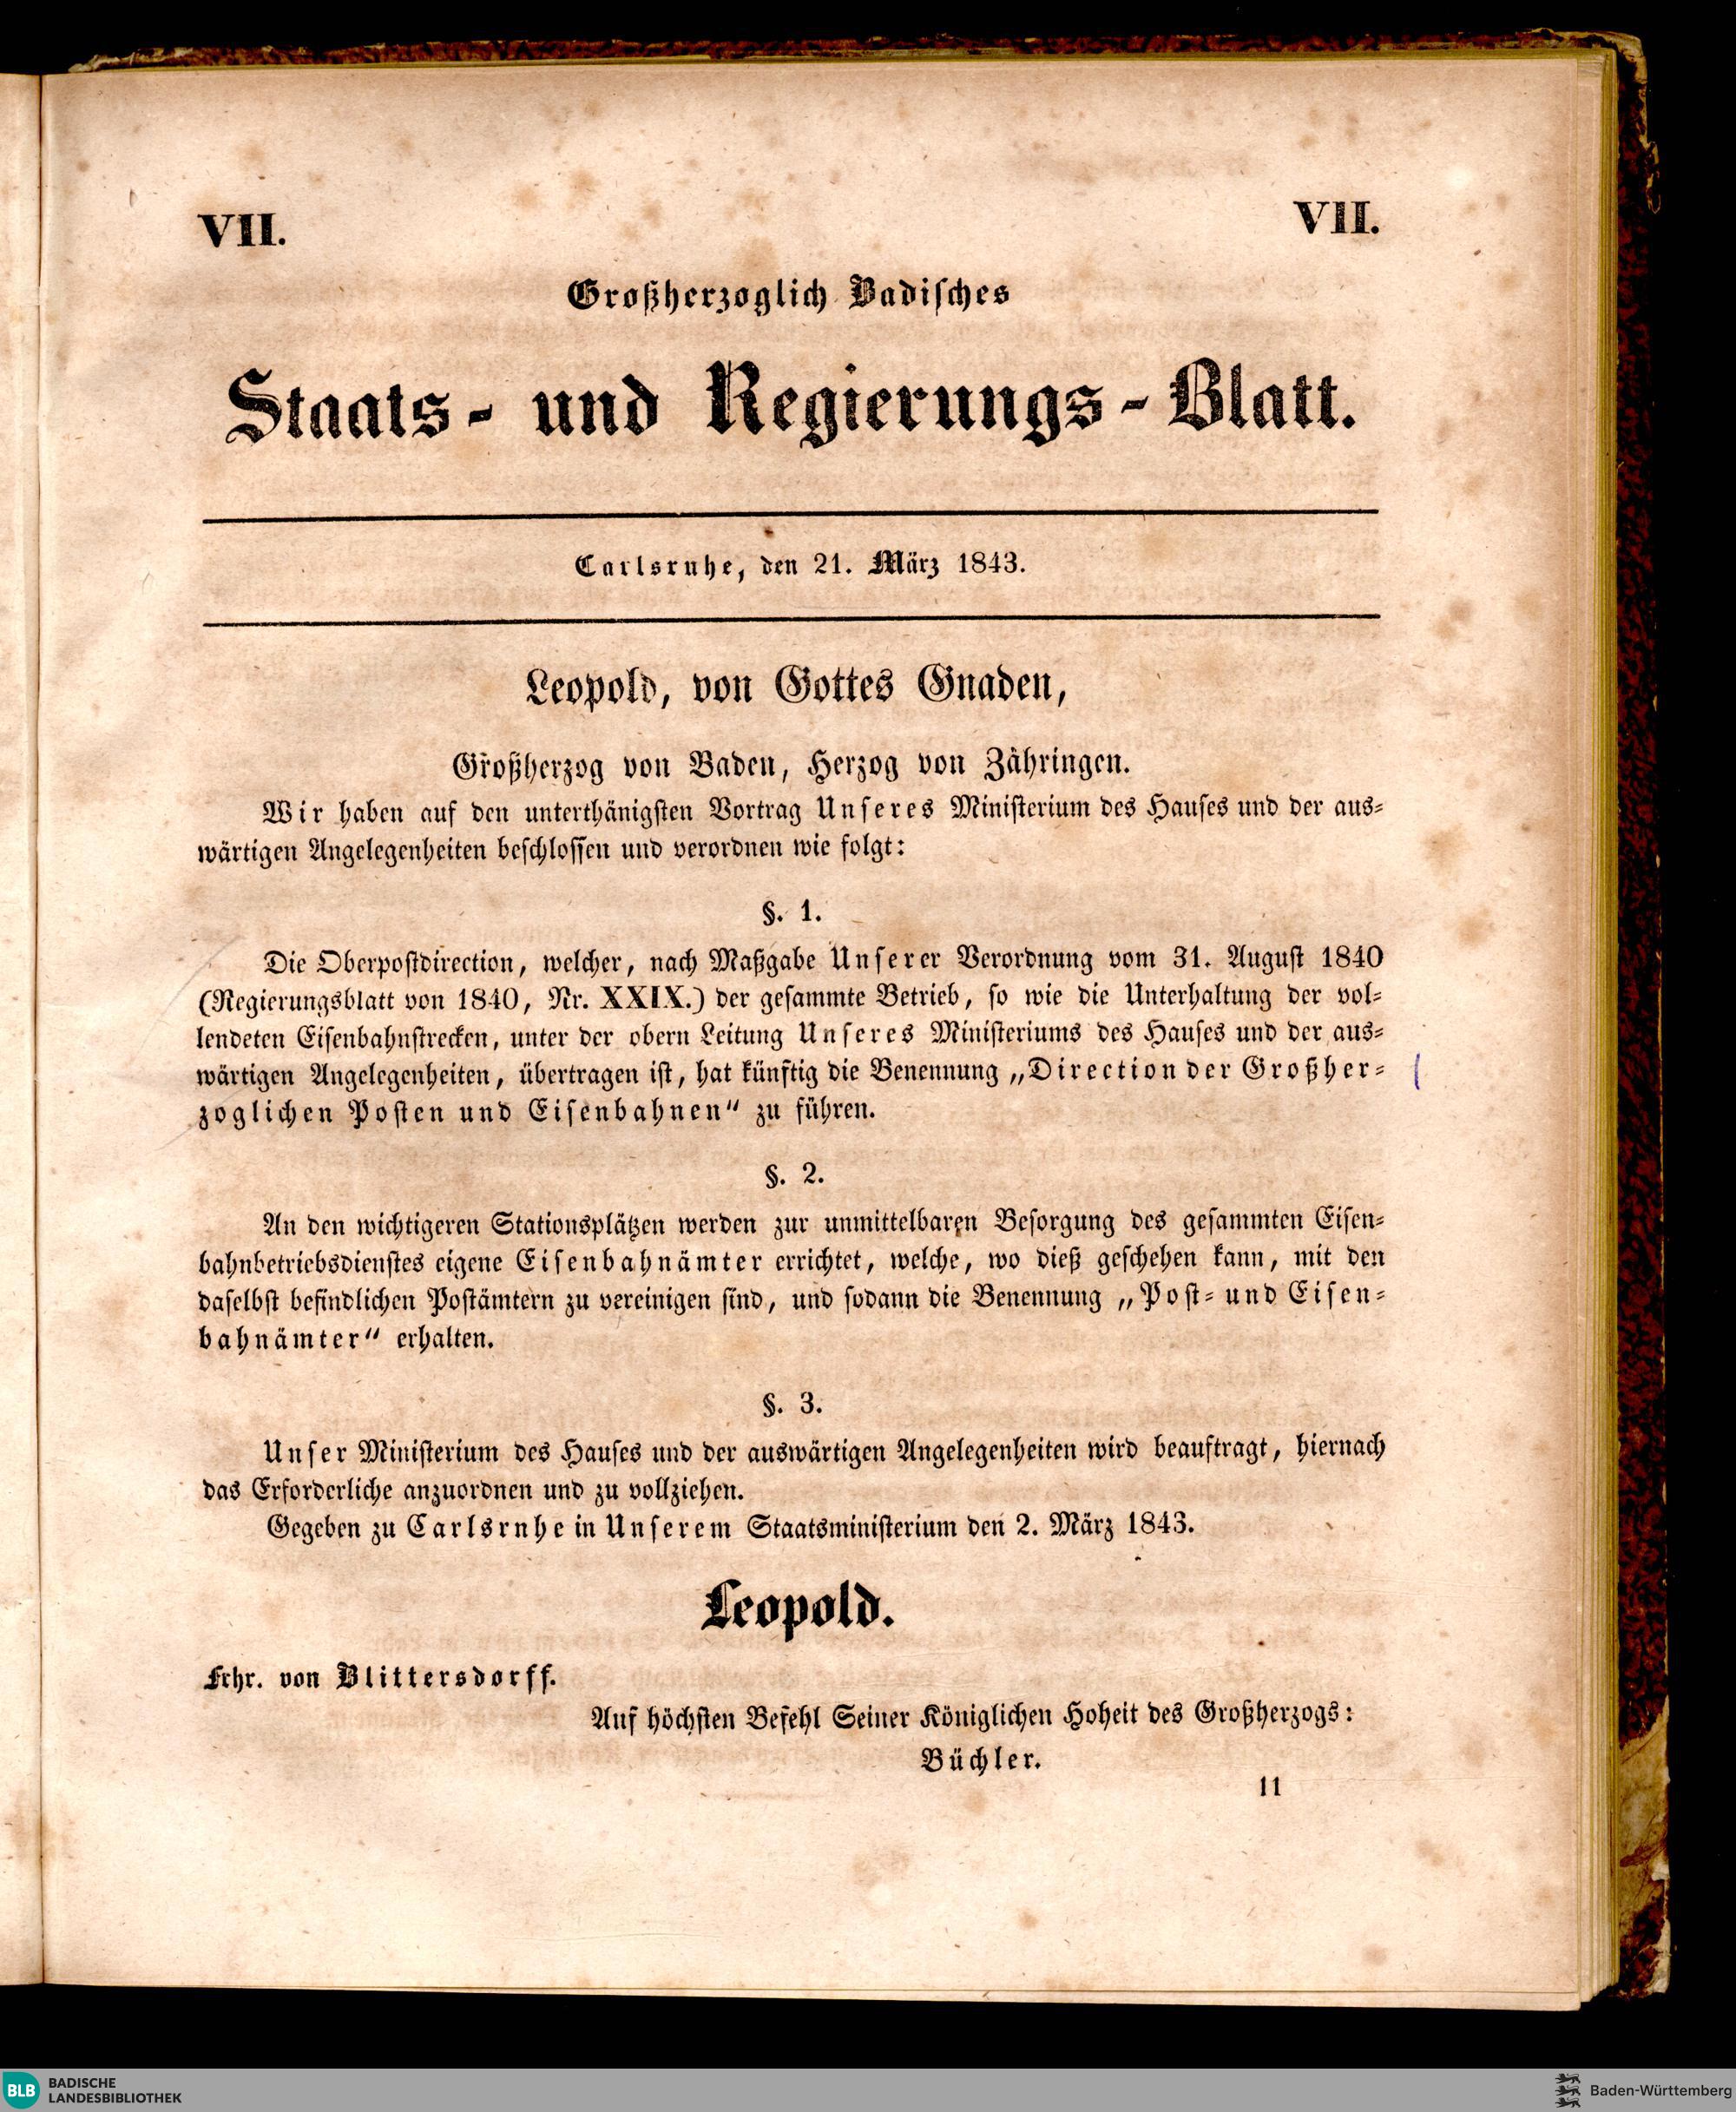 VII.
VII.
Großherzoglich Badisches
Staats- und Regierungs-Blatt.
Carlsruhe, den 21. März 1843.
Leopold, von Gottes Gnaden,
Großherzog von Baden, Herzog von Zähringen.
Wir haben auf den unterthänigsten Vortrag Unseres Ministerium des Hauses und der aus-
wärtigen Angelegenheiten beschlossen und verordnen wie folgt:
§. 1.
Die Oberpostdirection, welcher, nach Maßgabe Unserer Verordnung vom 31. August 1840
(Regierungsblatt von 1840, Nr. XXIX.) der gesammte Betrieb, so wie die Unterhaltung der vol-
lendeten Eisenbahnstrecken, unter der obern Leitung Unseres Ministeriums des Hauses und der aus-
wärtigen Angelegenheiten, übertragen ist, hat künftig die Benennung „Direction der Großher-
zoglichen Posten und Eisenbahnen“ zu führen.
§. 2.
An den wichtigeren Stationsplätzen werden zur unmittelbaren Besorgung des gesammten Eisen-
bahnbetriebsdienstes eigene Eisenbahnämter errichtet, welche, wo dieß geschehen kann, mit den
daselbst befindlichen Postämtern zu vereinigen sind, und sodann die Benennung „Post- und Eisen-
bahnämter“ erhalten.
§. 3.
Unser Ministerium des Hauses und der auswärtigen Angelegenheiten wird beauftragt, hiernach
das Erforderliche anzuordnen und zu vollziehen.
Gegeben zu Carlsrnhe in Unserem Staatsministerium den 2. März 1843.
Leopold.
Frhr. von Blittersdorff.
Auf höchsten Befehl Seiner Königlichen Hoheit des Großherzogs:
Büchler.
11
BLB BADISCHE
LANDESBIBLIOTHEK
Baden-Württemberg